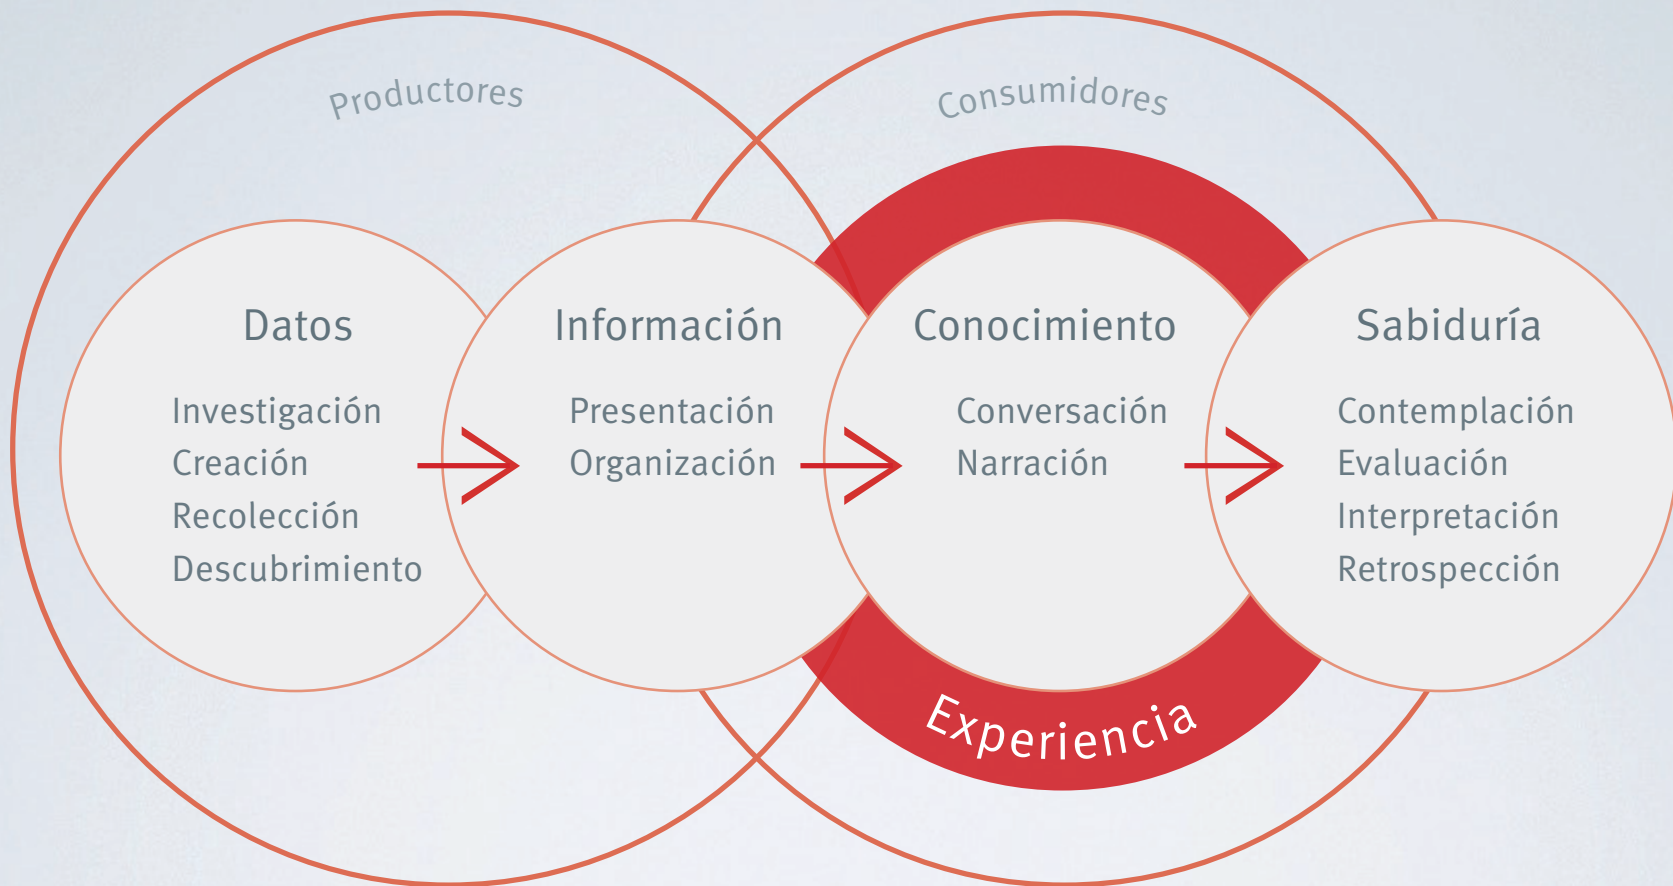 Productores
Consumidores
Datos
Investigación
Creación
Recolección
Descubrimiento
Información
Presentación
Organización
Conocimiento
Conversación
Narración
Sabiduría
Contemplación
Evaluación
Interpretación
Retrospección
Experiencia